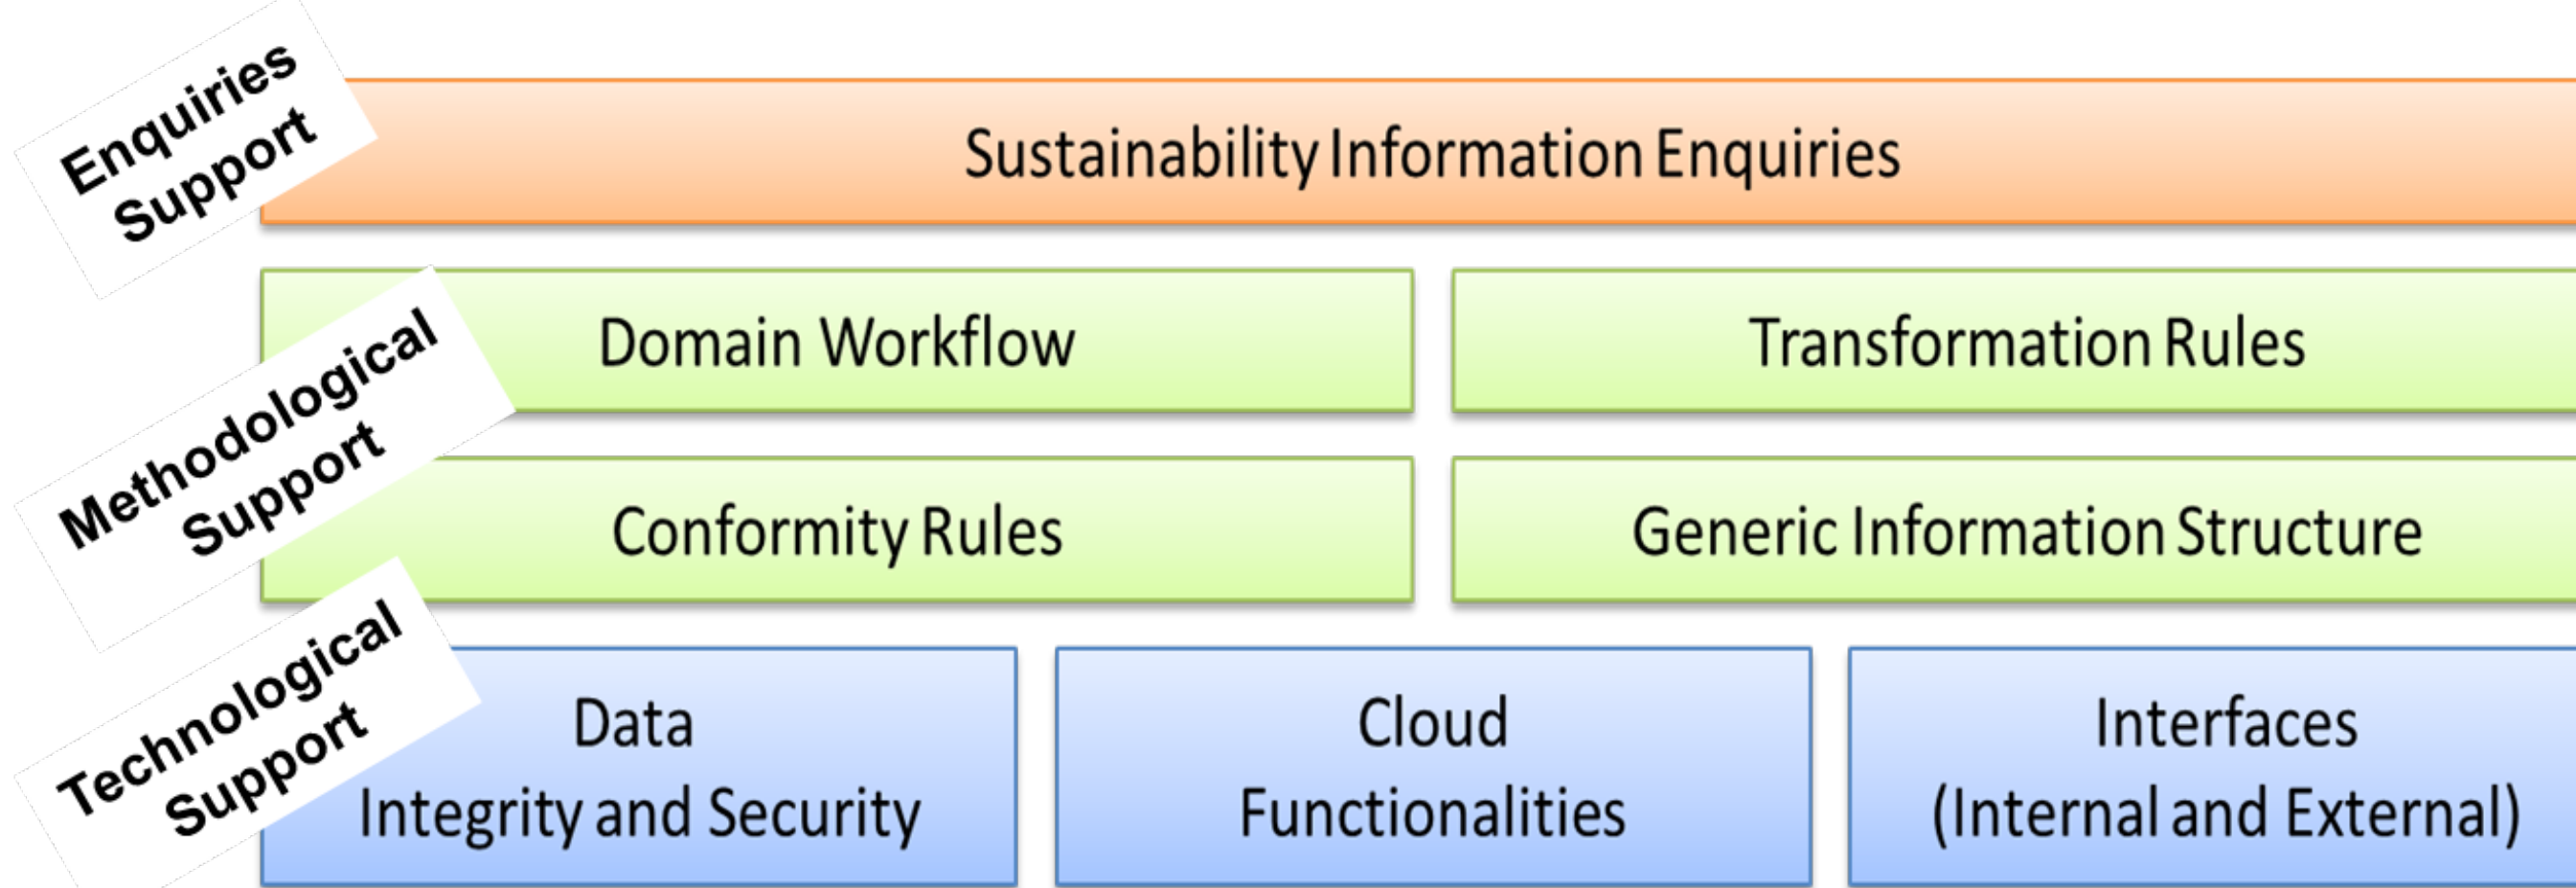 Enquiries
Support
Sustainability Information Enquiries
Methodological
Support
Domain Workflow
Transformation Rules
Conformity Rules
Generic Information Structure
Technological
Support
Data
Integrity and Security
Cloud
Functionalities
Interfaces
(Internal and External)